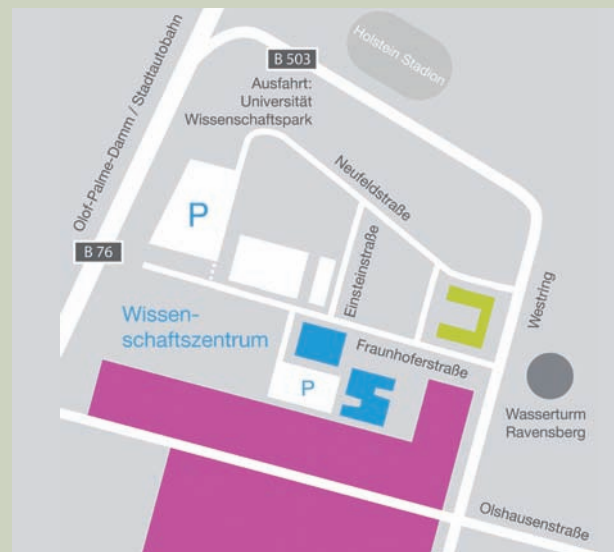 Holstein Stadion
B 503
Ausfahrt:
Universität
Wissenschaftspark
Olof-Palme-Damm / Stadtautobahn
Neufeldstraße
P
B 76
Einsteinstraße
Westring
Wissen-
schaftszentrum
Fraunhoferstraße
P
Wasserturm
Ravensberg
Olshausenstraße